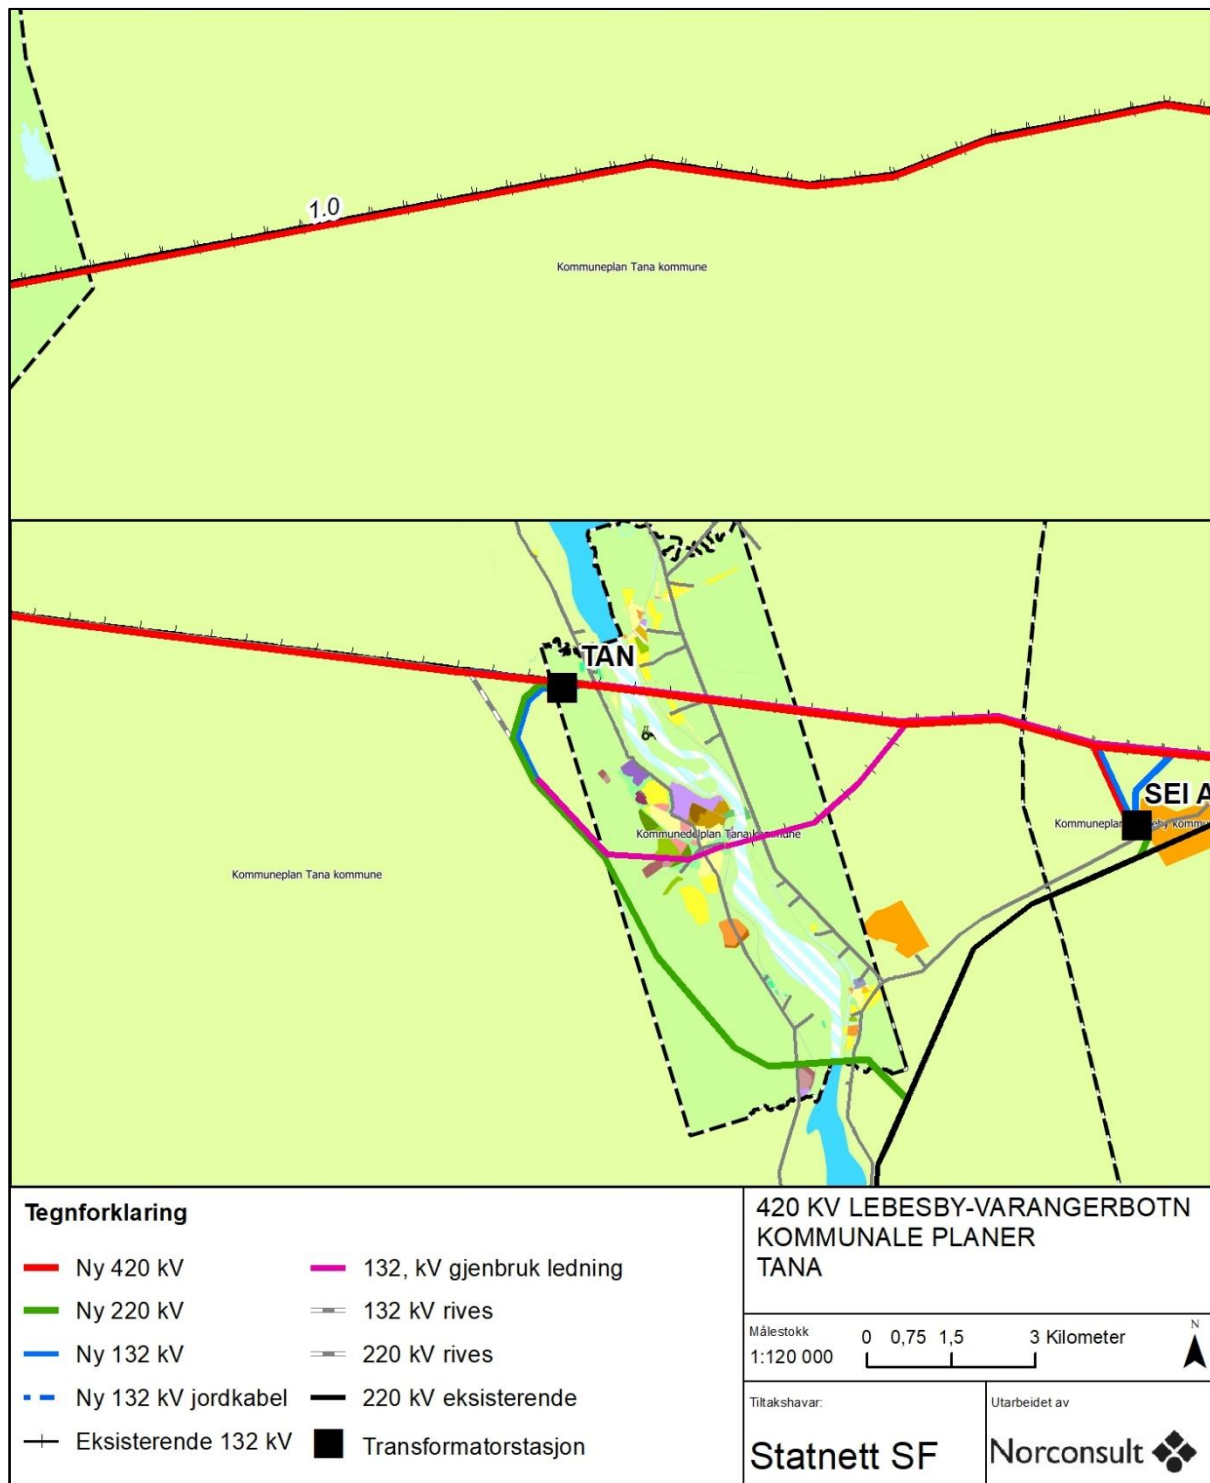 1.0
Kommuneplan Tana kommune
TAN
SEI A
Kommunedelplan Tana kommune
Kommuneplan Tana kommune
Tegnforklaring
Ny 420 kV
Ny 220 kV
Ny 132 kV
Ny 132 kV jordkabel
Eksisterende 132 kV
132, kV gjenbruk ledning
132 kV rives
220 kV rives
220 kV eksisterende
Transformatorstasjon
420 KV LEBESBY-VARANGERBOTN
KOMMUNALE PLANER
TANA
Målestokk
1:120 000
0 0,75 1,5 3 Kilometer
N
Tiltakshavar:
Statnett SF
Utarbeidet av
Norconsult